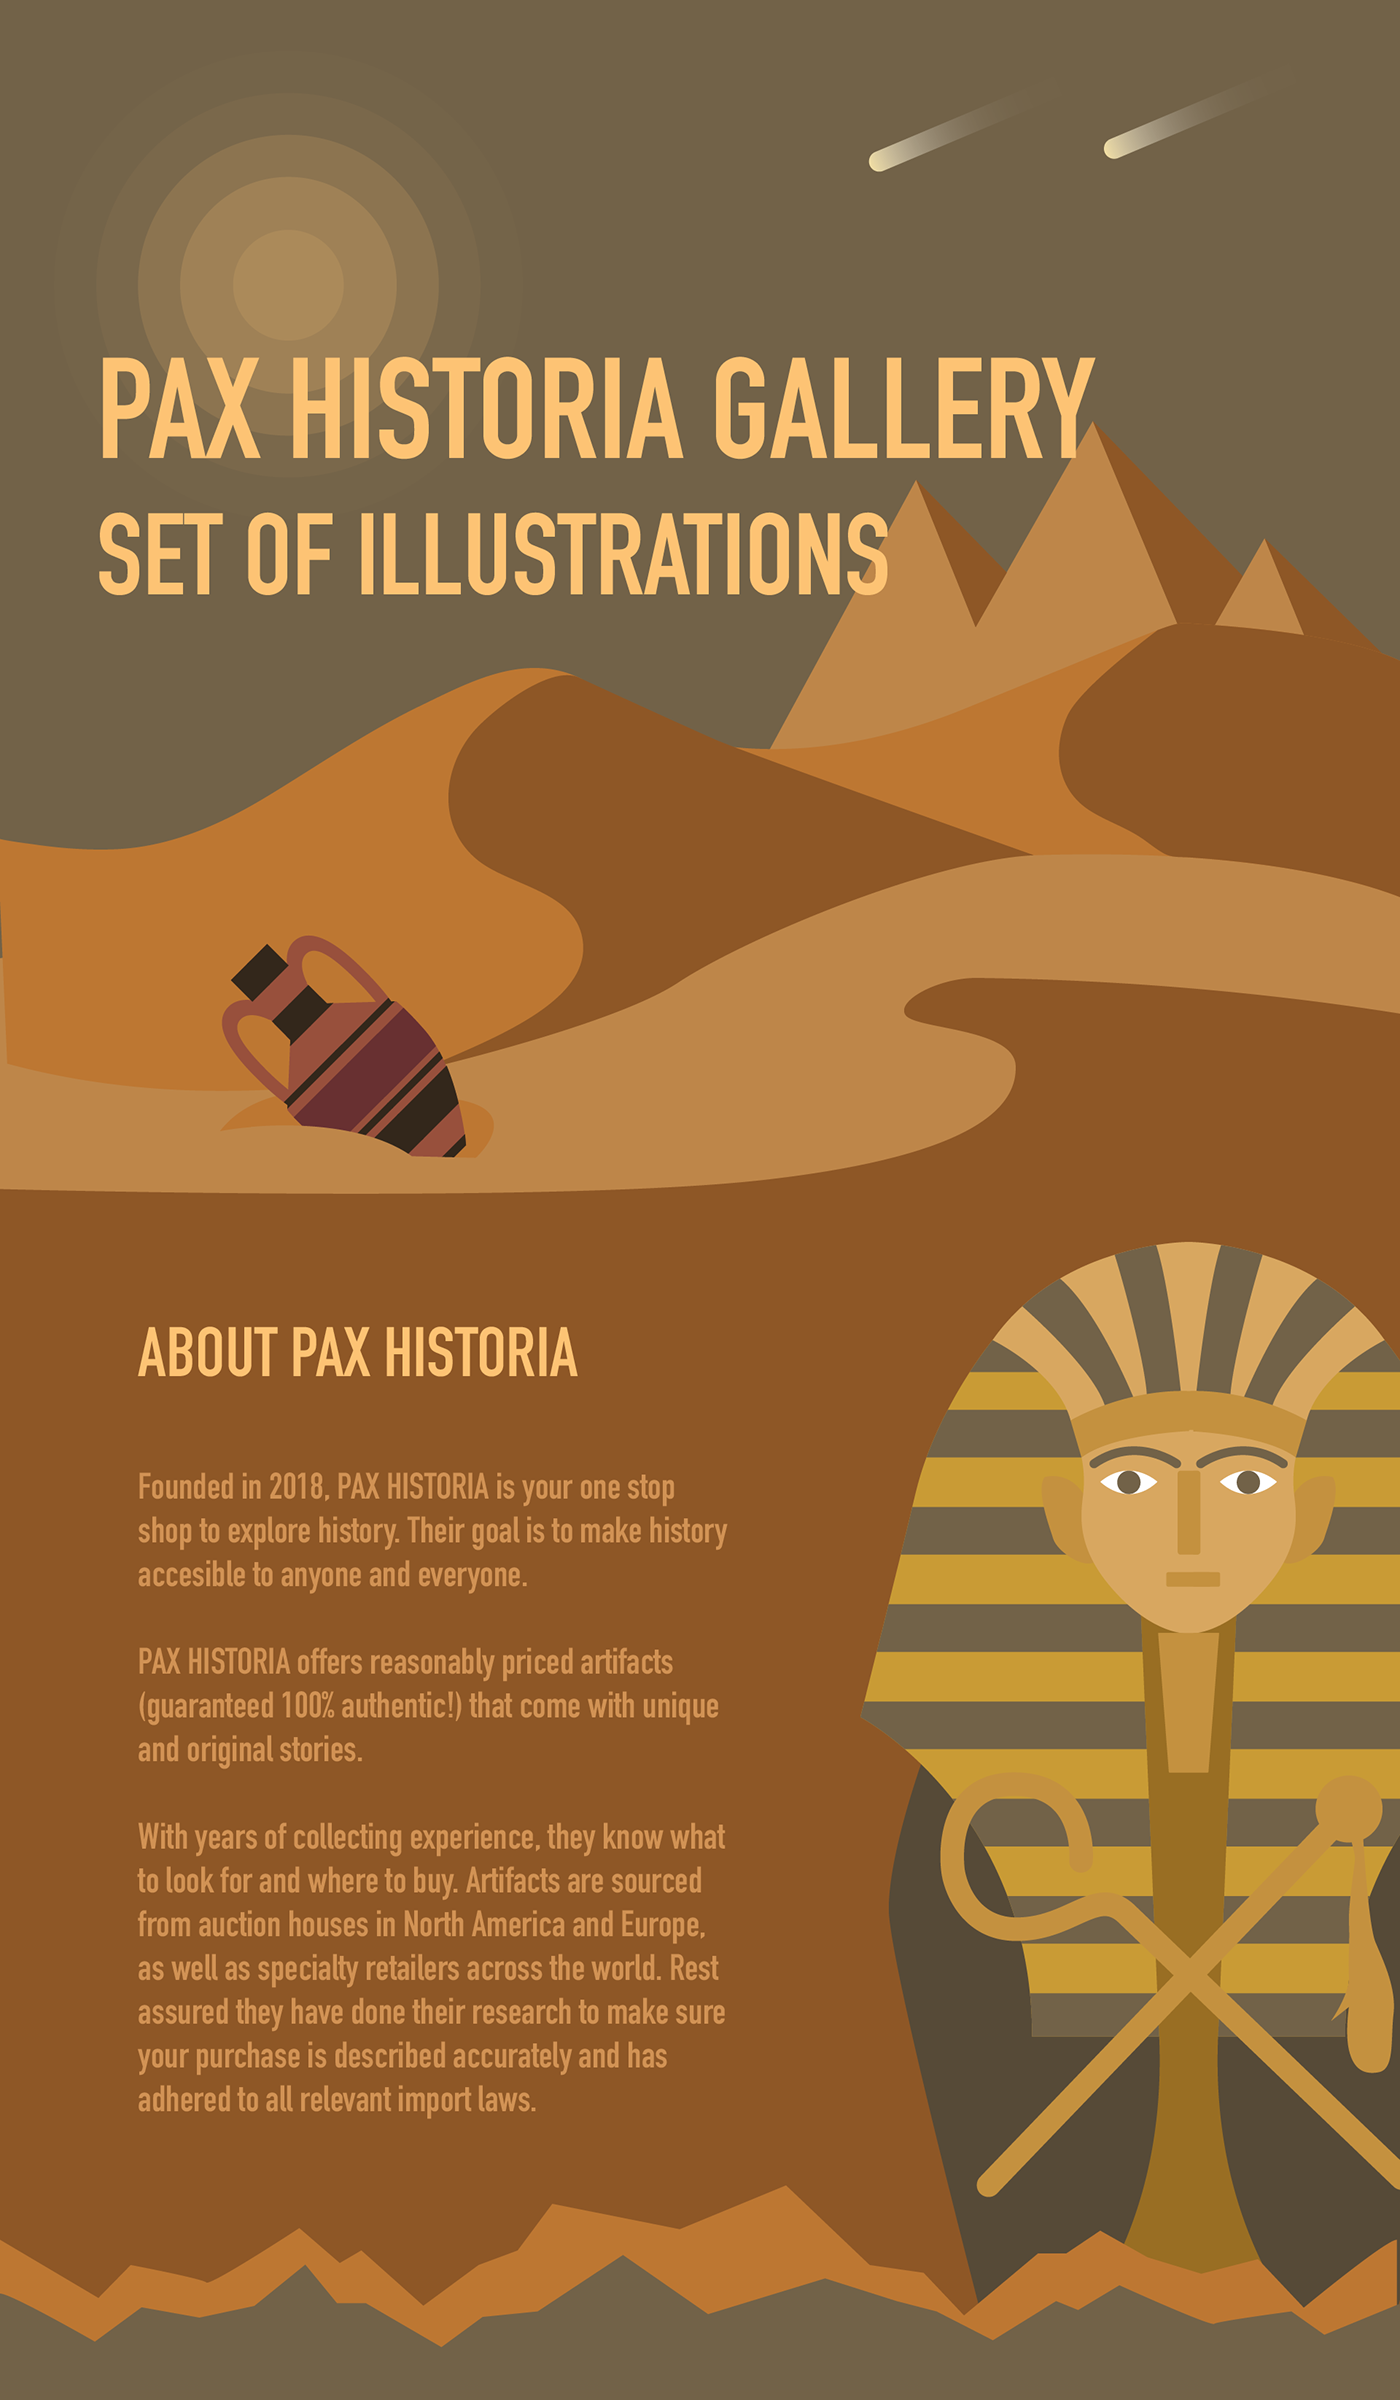 PAX HISTORIA GALLERY
SET OF ILLUSTRATIONS
ABOUT PAX HISTORIA
Founded in 2018, PAX HISTORIA is your one stop
shop to explore history. Their goal is to make history
accesible to anyone and everyone.
PAX HISTORIA offers reasonably priced artifacts
(guaranteed 100% authentic!) that come with unique
and original stories.
With years of collecting experience, they know what
to look for and where to buy. Artifacts are sourced
from auction houses in North America and Europe,
as well as specialty retailers across the world. Rest
assured they have done their research to make sure
your purchase is described accurately and has
adhered to all relevant import laws.